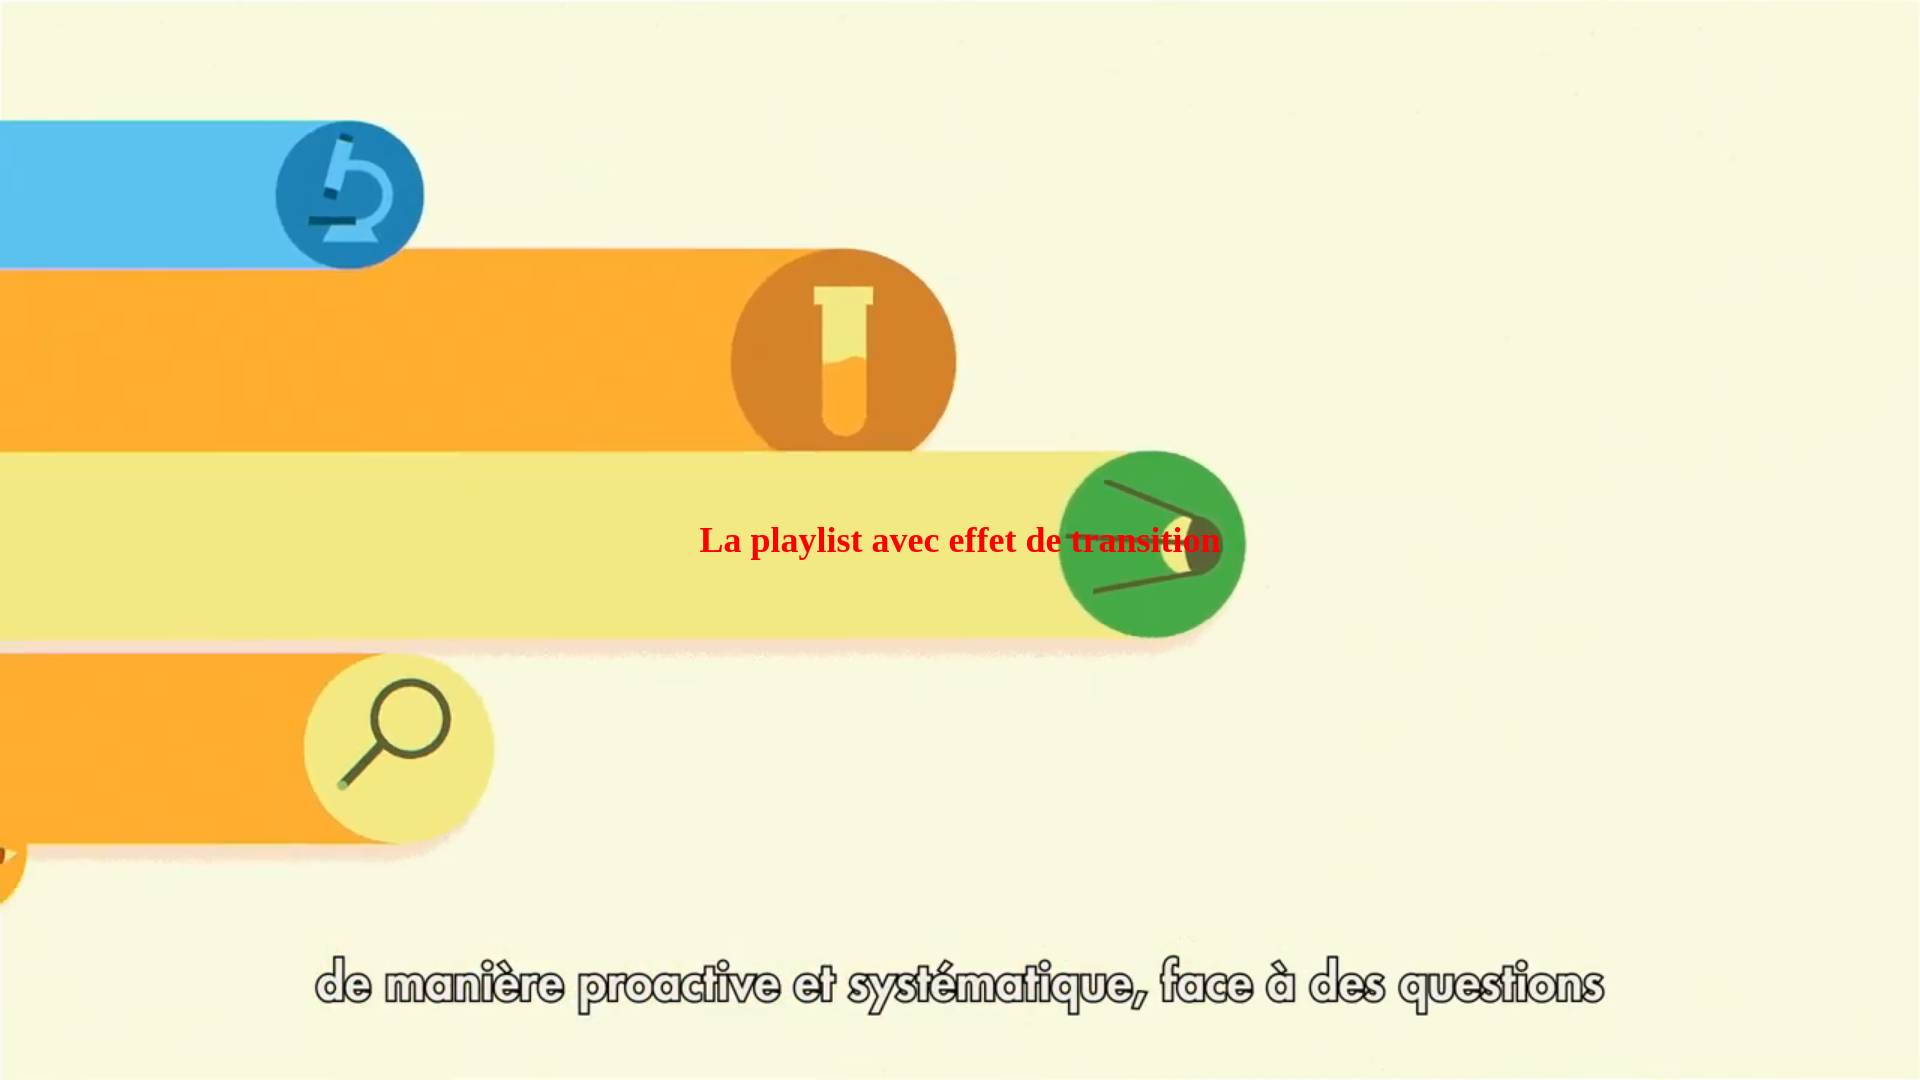 La playlist avec effet de transition
de manière proactive et systématique, face à des questions